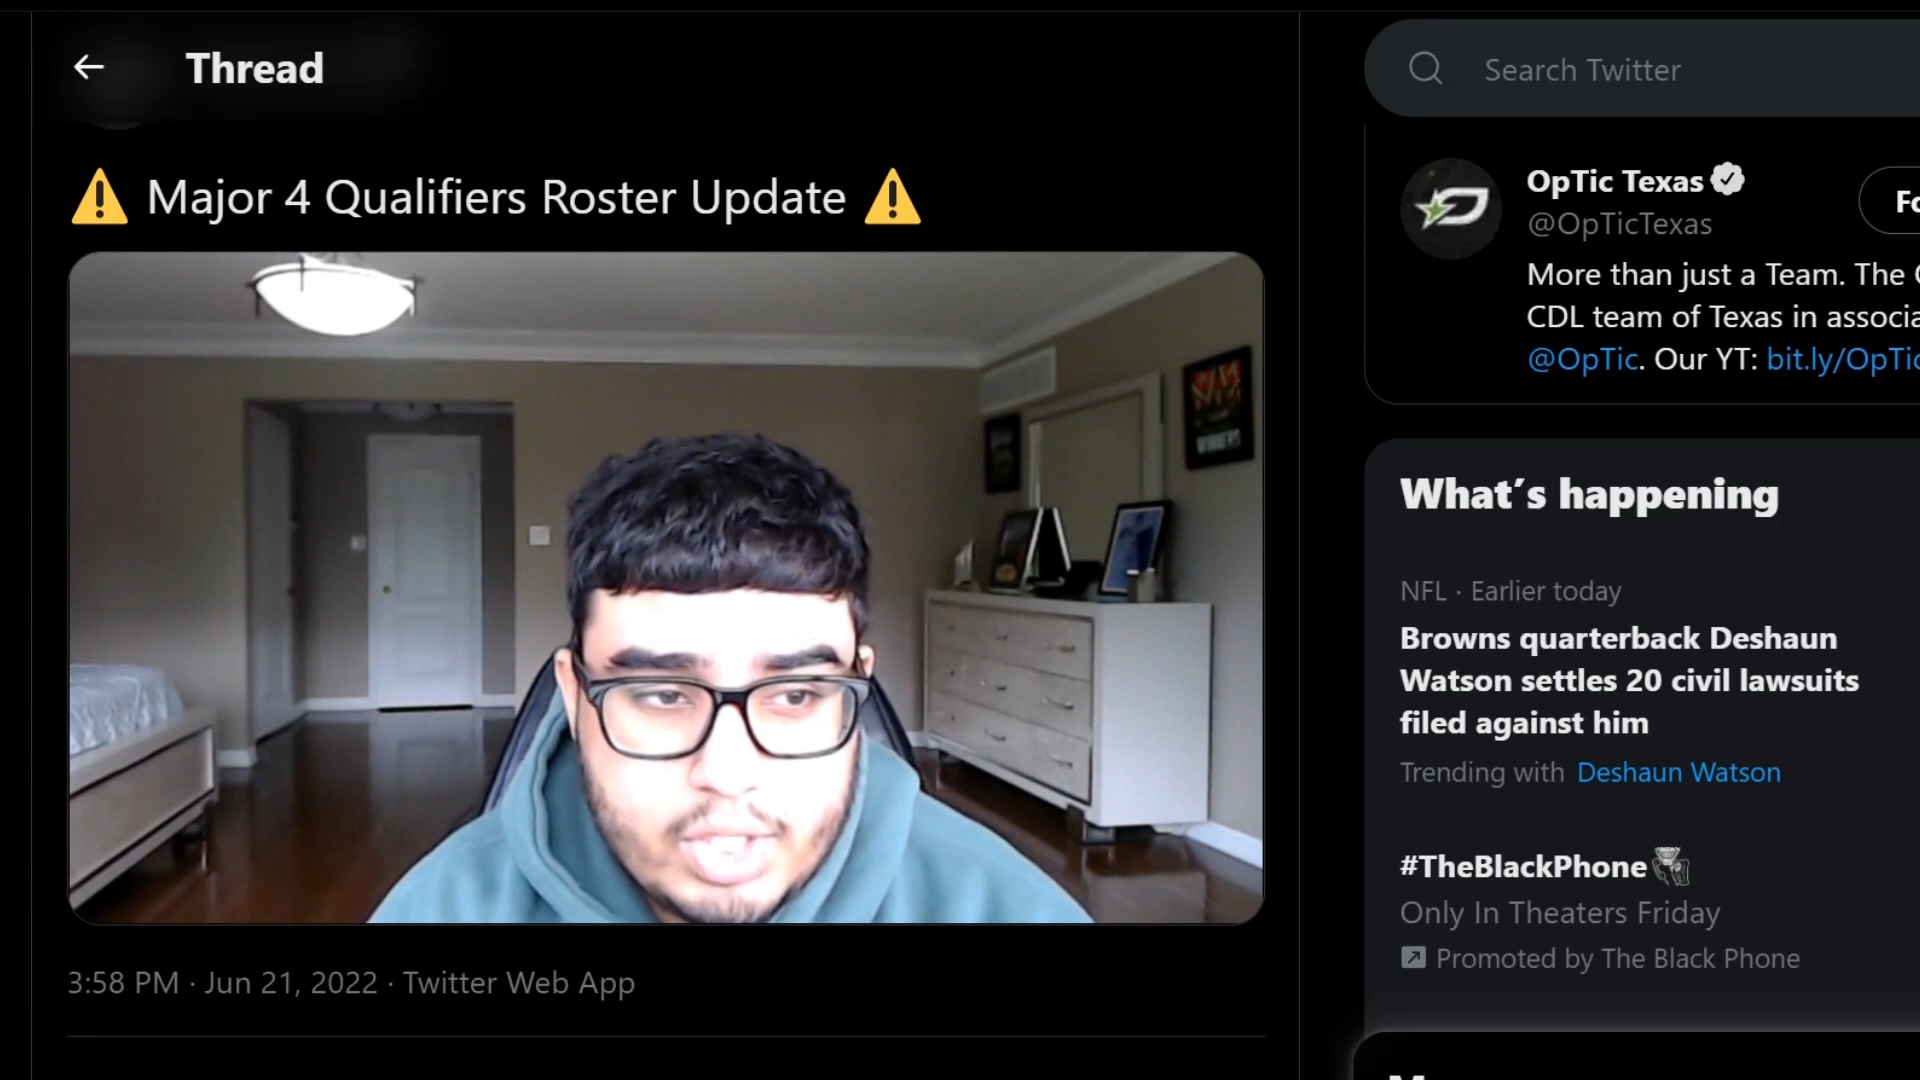 Thread
⚠️ Major 4 Qualifiers Roster Update ⚠️
3:58 PM · Jun 21, 2022 · Twitter Web App
Search Twitter
OpTic Texas
@OpTicTexas
More than just a Team. The
CDL team of Texas in associa
@OpTic. Our YT: bit.ly/OpTic
What's happening
NFL · Earlier today
Browns quarterback Deshaun
Watson settles 20 civil lawsuits
filed against him
Trending with Deshaun Watson
#TheBlackPhone
Only In Theaters Friday
Promoted by The Black Phone